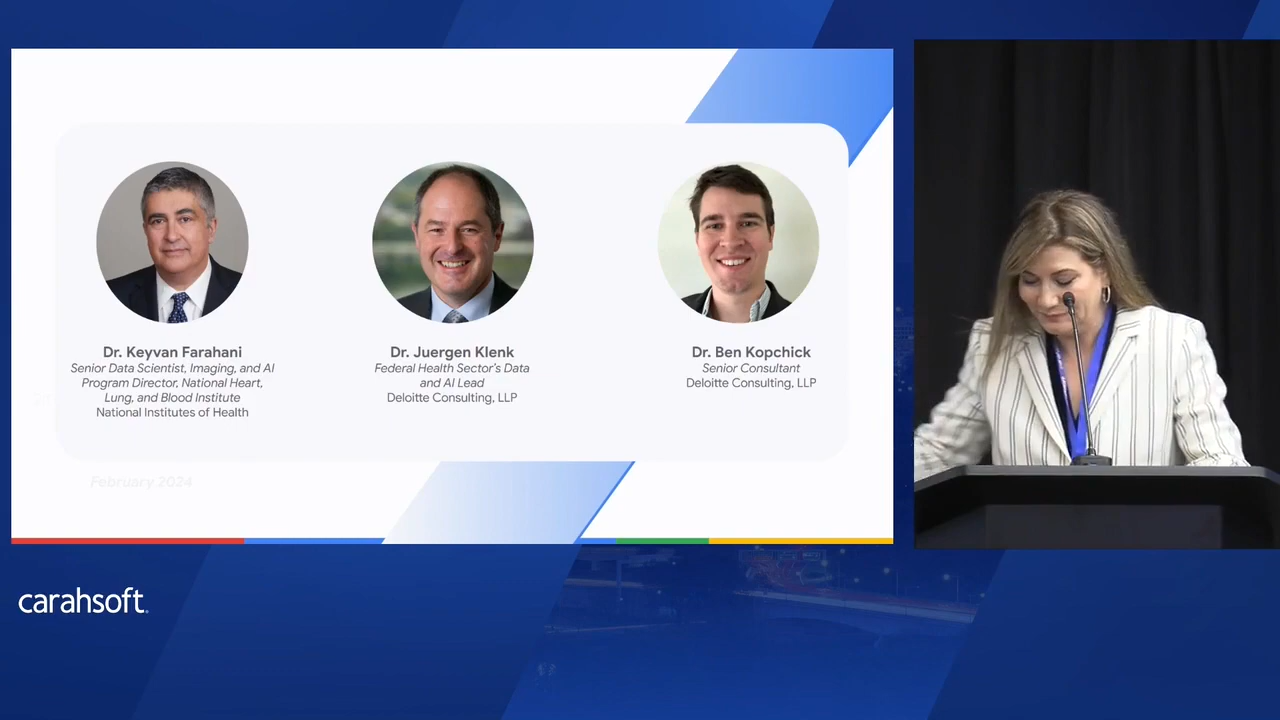 Dr. Keyvan Farahani
Senior Data Scientist, Imaging, and AI
Program Director, National Heart,
Lung, and Blood Institute
National Institutes of Health
Dr. Juergen Klenk
Federal Health Sector's Data
and AI Lead
Deloitte Consulting, LLP
Dr. Ben Kopchick
Senior Consultant
Deloitte Consulting, LLP
February 2024
carahsoft.